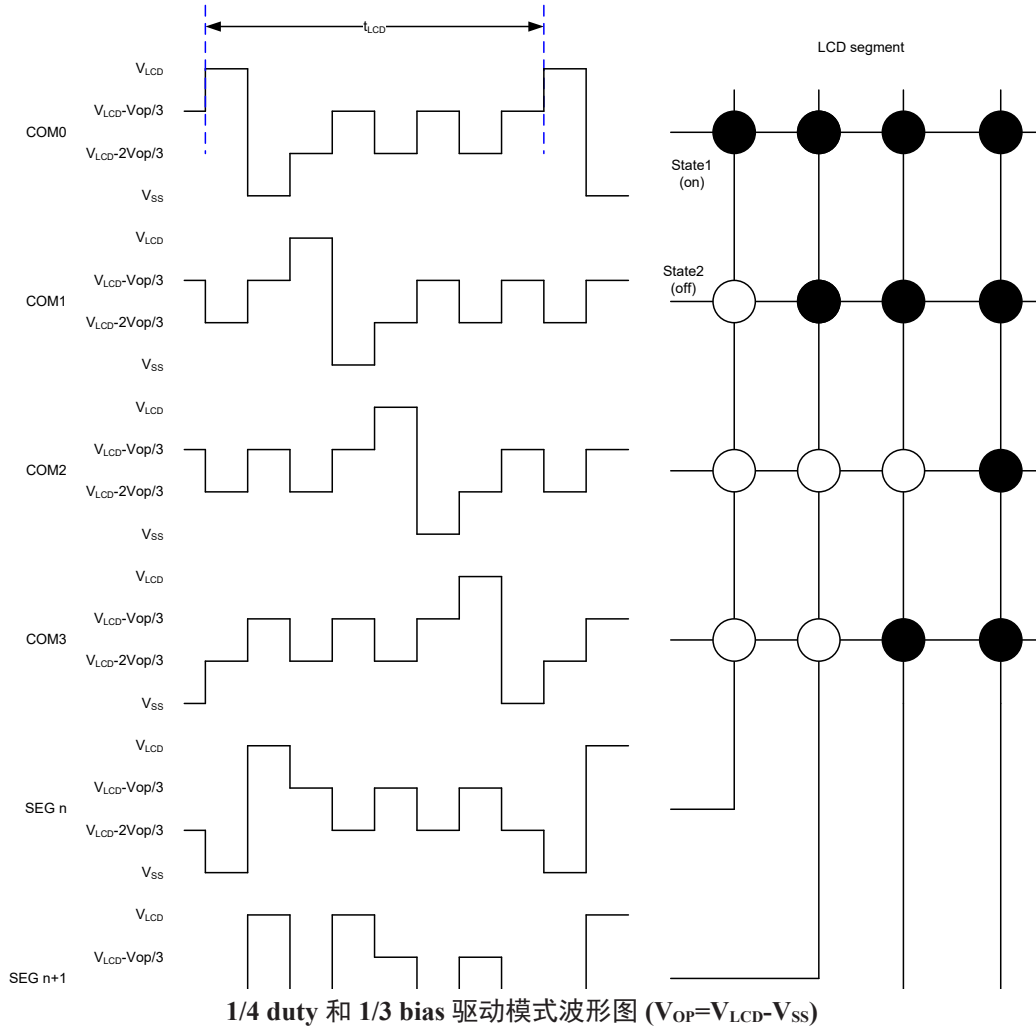 tLCD
LCD segment
COM0
VLCD
VLCD-Vop/3
VLCD-2Vop/3
VSS
State1
(on)
COM1
VLCD
VLCD-Vop/3
VLCD-2Vop/3
VSS
State2
(off)
COM2
VLCD
VLCD-Vop/3
VLCD-2Vop/3
VSS
COM3
VLCD
VLCD-Vop/3
VLCD-2Vop/3
VSS
SEG n
VLCD
VLCD-Vop/3
VLCD-2Vop/3
VSS
SEG n+1
VLCD
VLCD-Vop/3
1/4 duty 和 1/3 bias 驱动模式波形图 (VOP=VLCD-VSS)